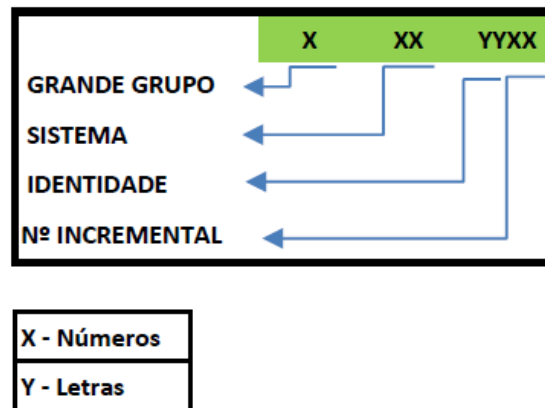 X XX YYXX
GRANDE GRUPO
SISTEMA
IDENTIDADE
Nº INCREMENTAL
X - Números
Y - Letras